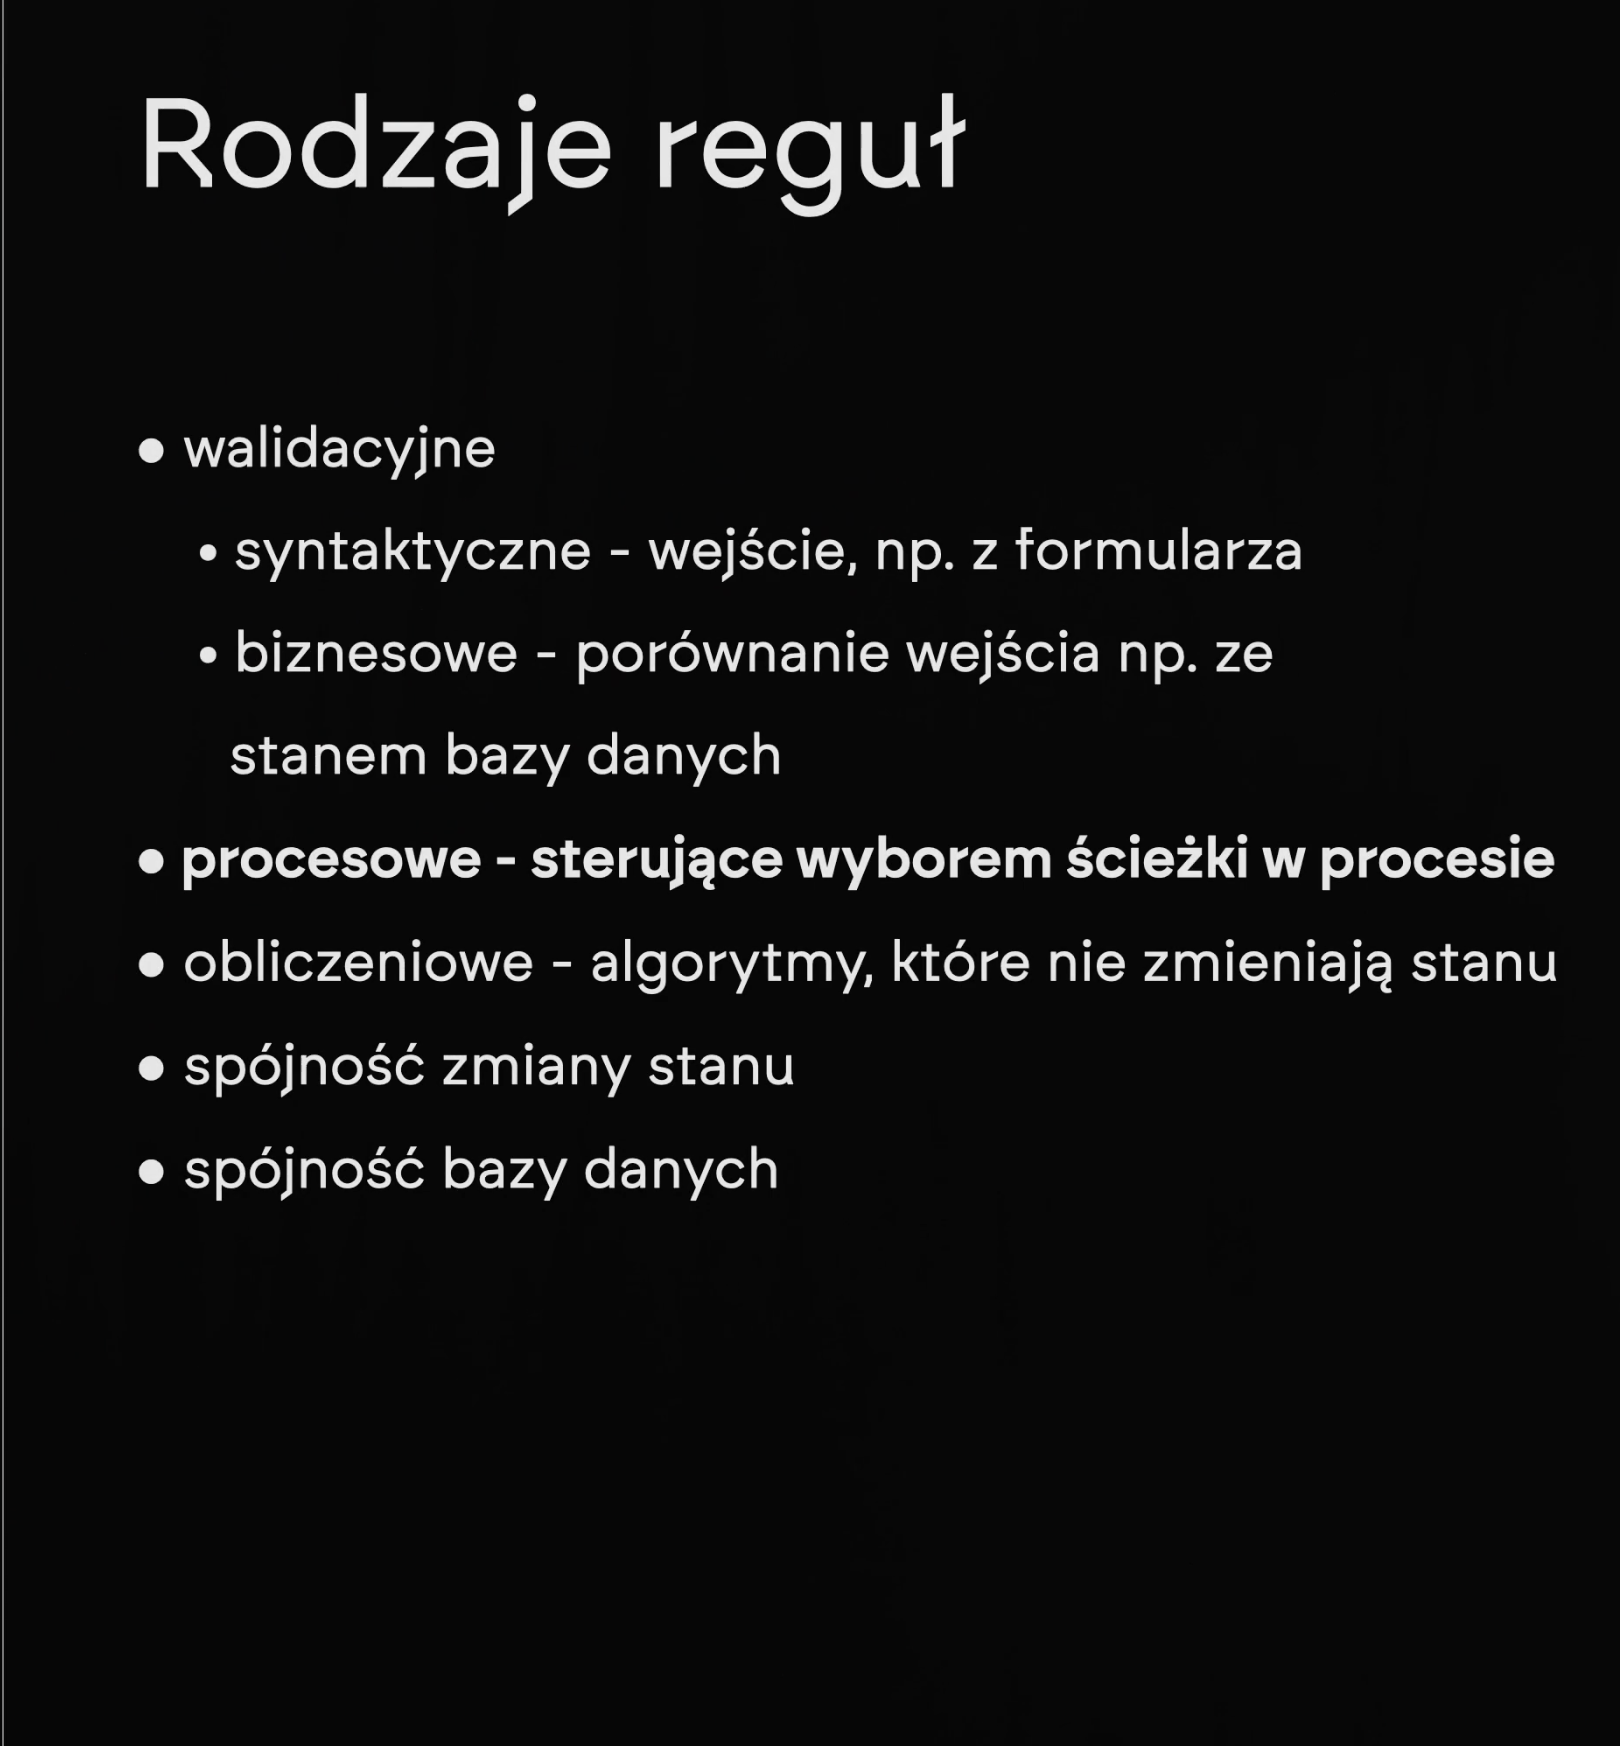 Rodzaje reguł
• walidacyjne
• syntaktyczne - wejście, np. z formularza
• biznesowe - porównanie wejścia np. ze
stanem bazy danych
• procesowe - sterujące wyborem ścieżki w procesie
• obliczeniowe - algorytmy, które nie zmieniają stanu
• spójność zmiany stanu
• spójność bazy danych